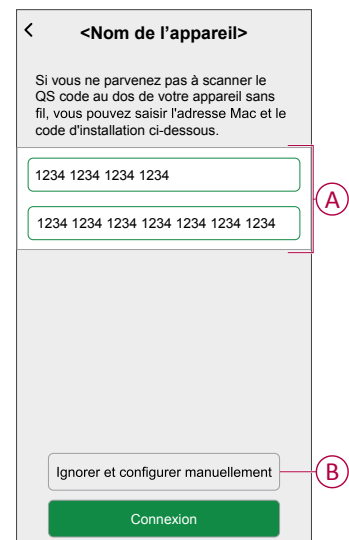 <Nom de l’appareil>
Si vous ne parvenez pas à scanner le
QS code au dos de votre appareil sans
fil, vous pouvez saisir l'adresse Mac et le
code d'installation ci-dessous.
1234 1234 1234 1234
A
1234 1234 1234 1234 1234 1234 1234
Ignorer et configurer manuellement
B
Connexion